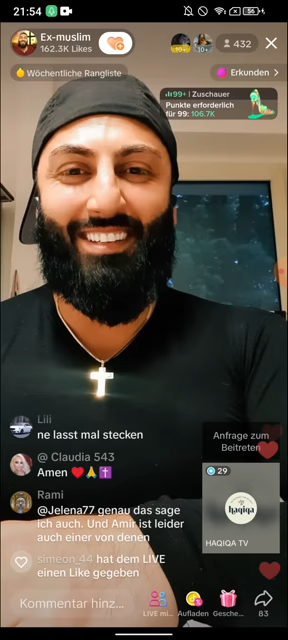 21:54
56
Ex-muslim
162.3K Likes
10+
10+
432
Wöchentliche Rangliste
Erkunden
99+ | Zuschauer
Punkte erforderlich
für 99: 106.7K
Lili
ne lasst mal stecken
@ Claudia 543
Amen ❤️🙏✝️
Rami
@Jelena77 genau das sage
ich auch. Und Amir ist leider
auch einer von denen
simeon_44 hat dem LIVE
einen Like gegeben
Anfrage zum
Beitreten
29
haqiqa
HAQIQA TV
Kommentar hinz...
LIVE mi...
Aufladen
Gesche...
83